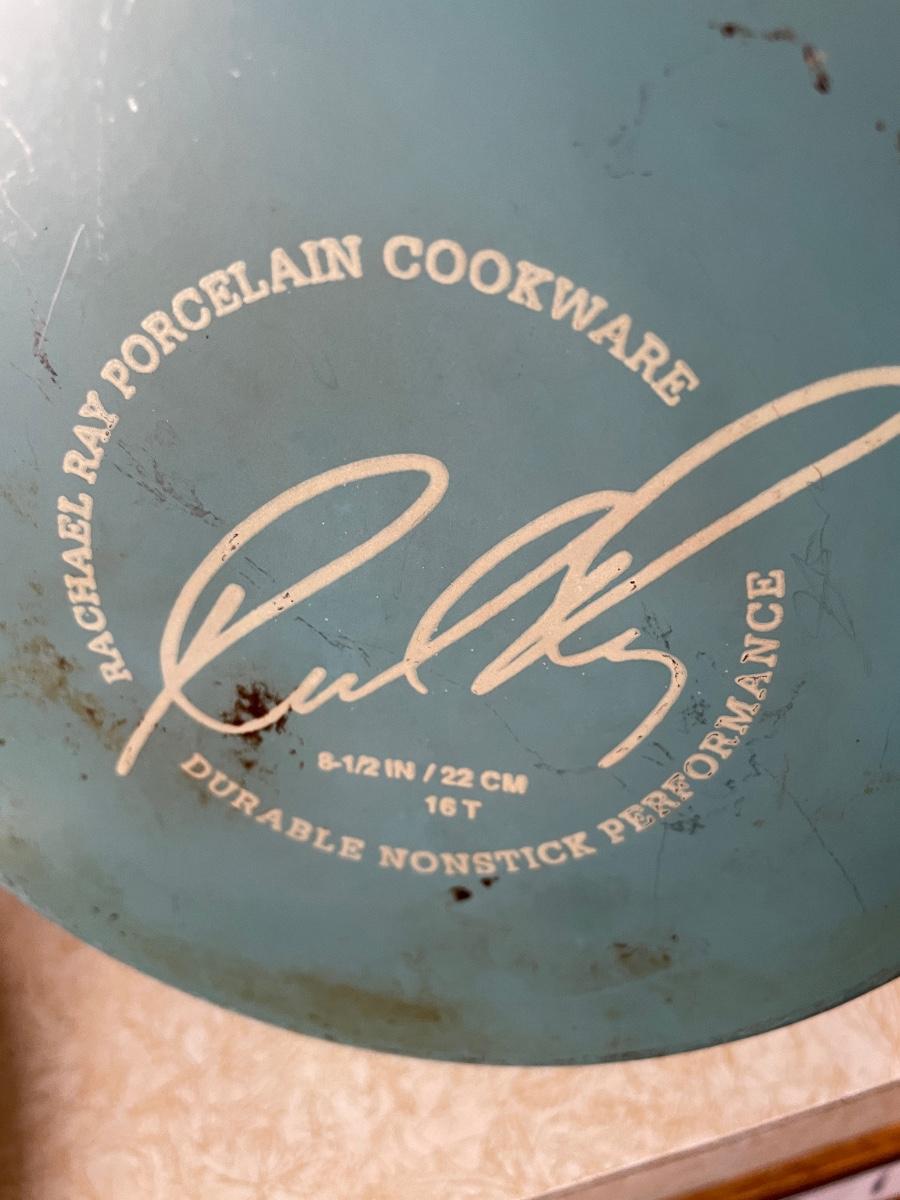 RACHAEL RAY PORCELAIN COOKWARE
8-1/2 IN / 22 CM
16 T
DURABLE NONSTICK PERFORMANCE